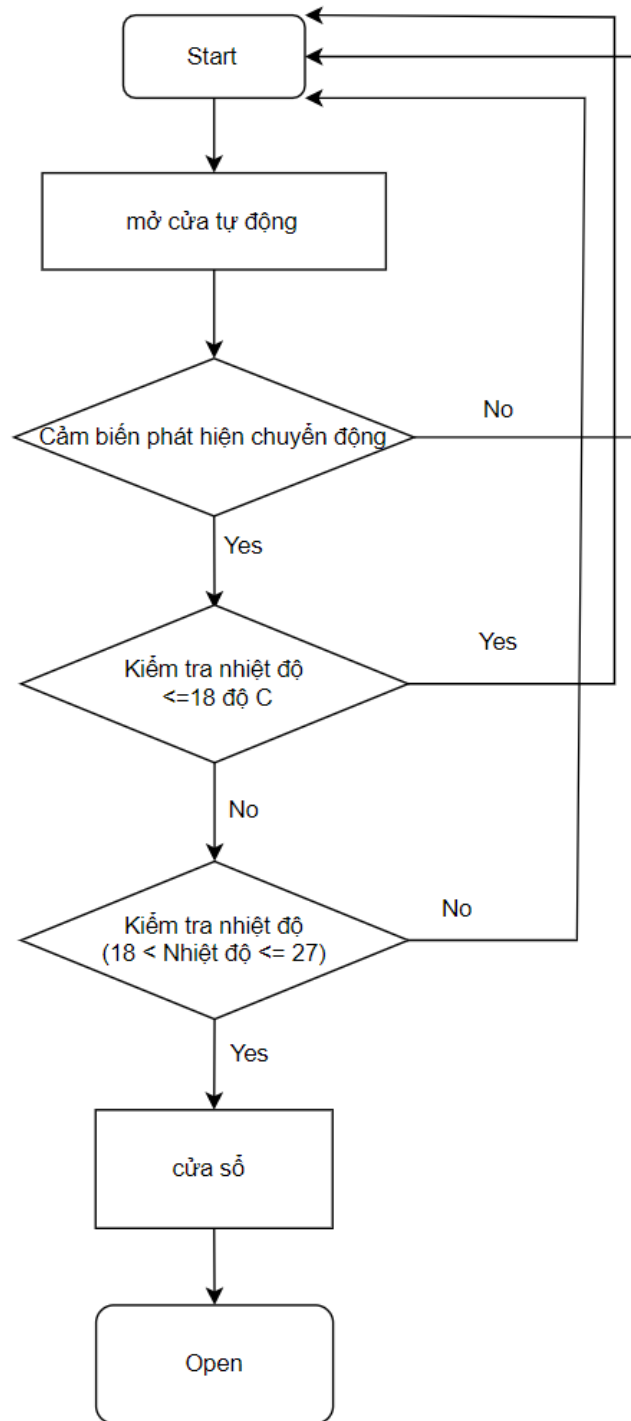 Start
mở cửa tự động
Cảm biến phát hiện chuyển động
No
Yes
Kiểm tra nhiệt độ
<=18 độ C
Yes
No
Kiểm tra nhiệt độ
(18 < Nhiệt độ <= 27)
No
Yes
cửa sổ
Open